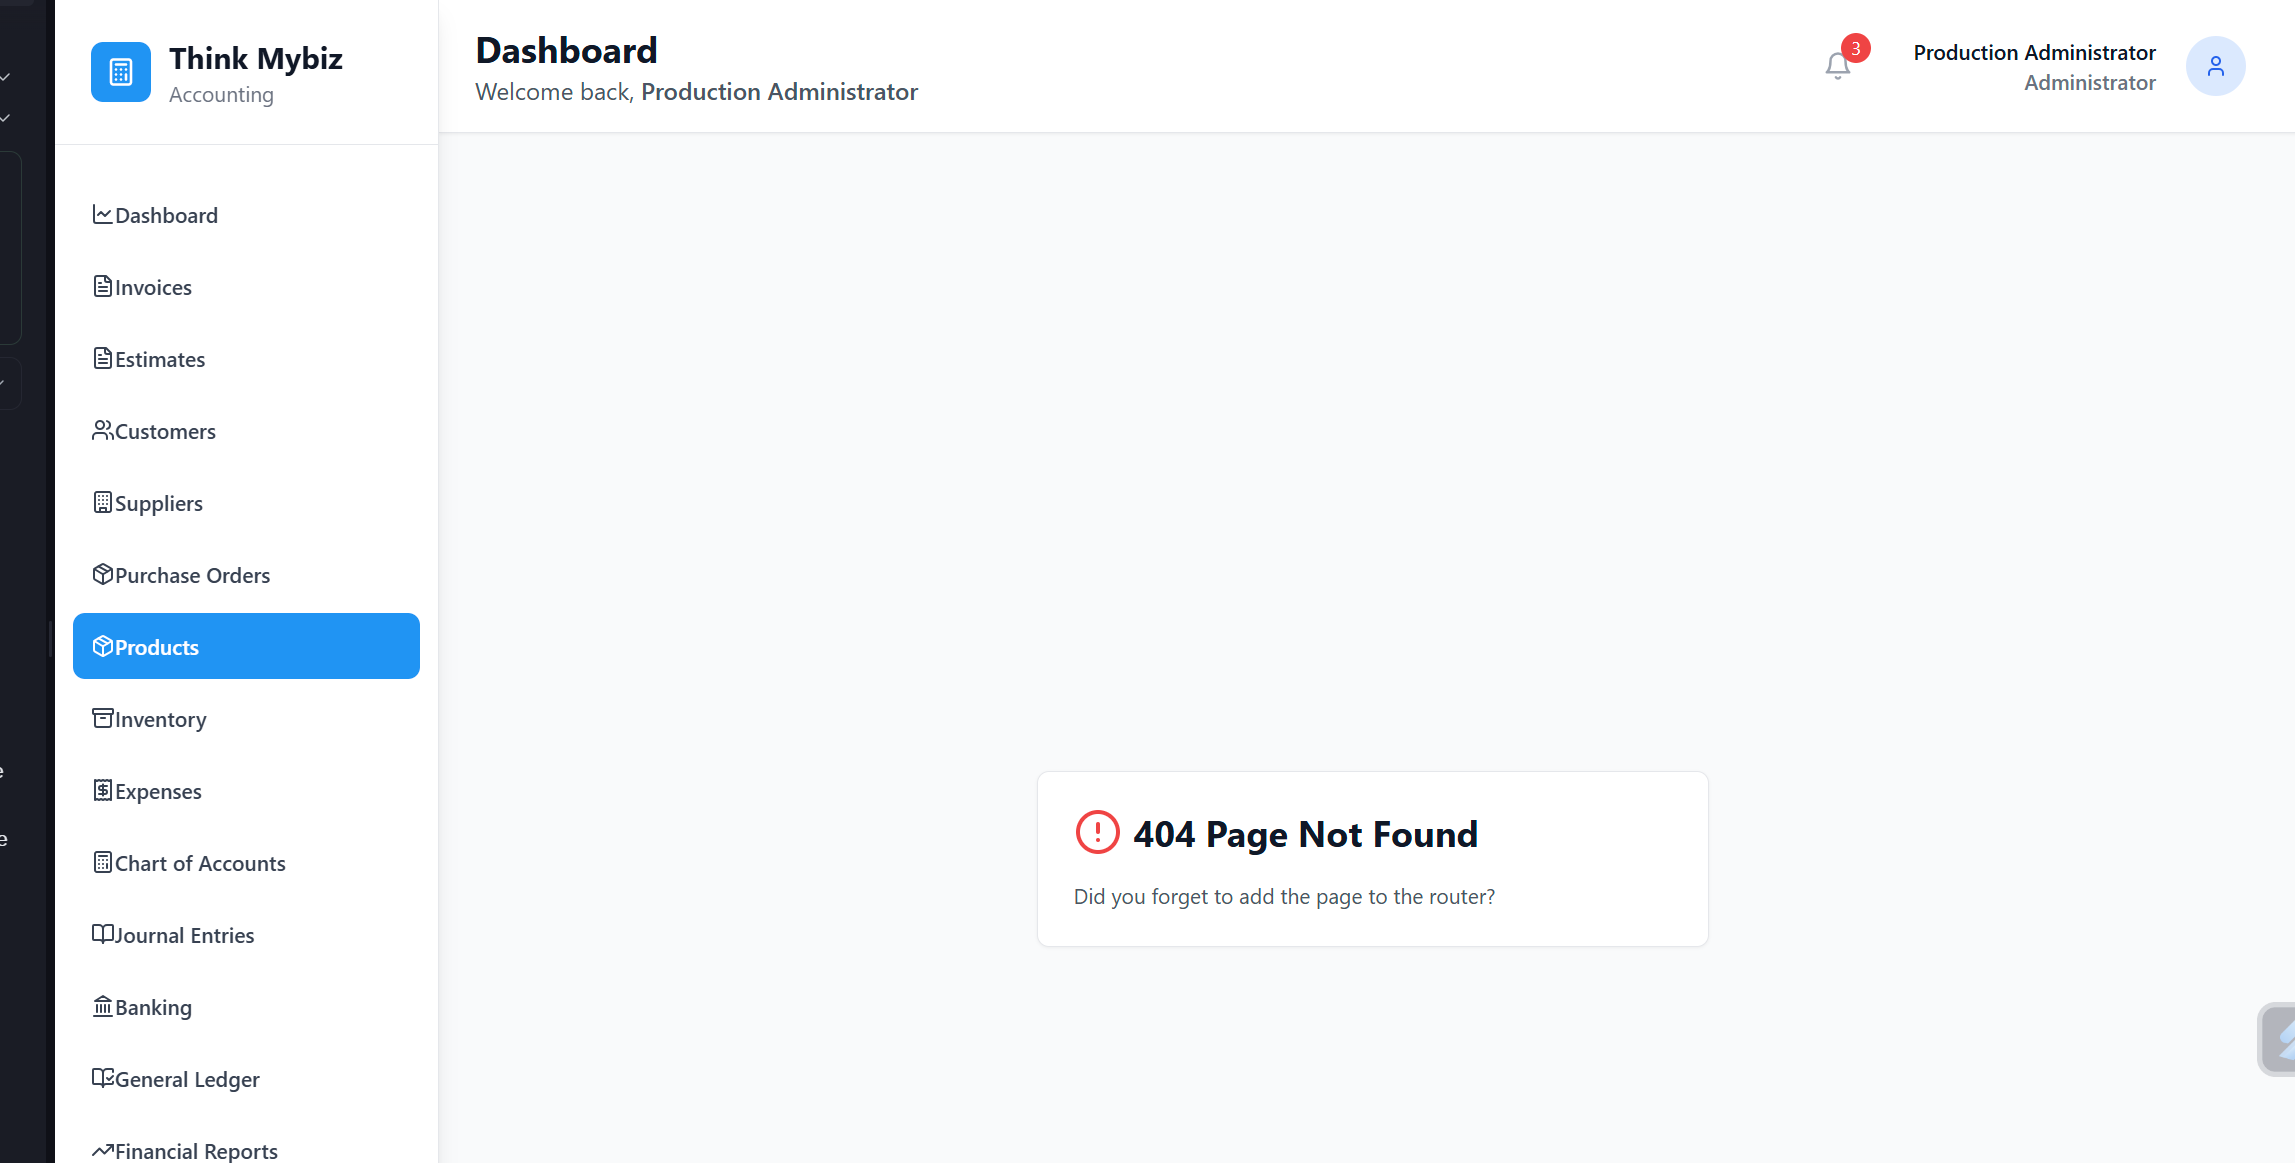 Think Mybiz
Accounting
Dashboard
Welcome back, Production Administrator
3
Production Administrator
Administrator
Dashboard
Invoices
Estimates
Customers
Suppliers
Purchase Orders
Products
Inventory
Expenses
Chart of Accounts
Journal Entries
Banking
General Ledger
Financial Reports
404 Page Not Found
Did you forget to add the page to the router?